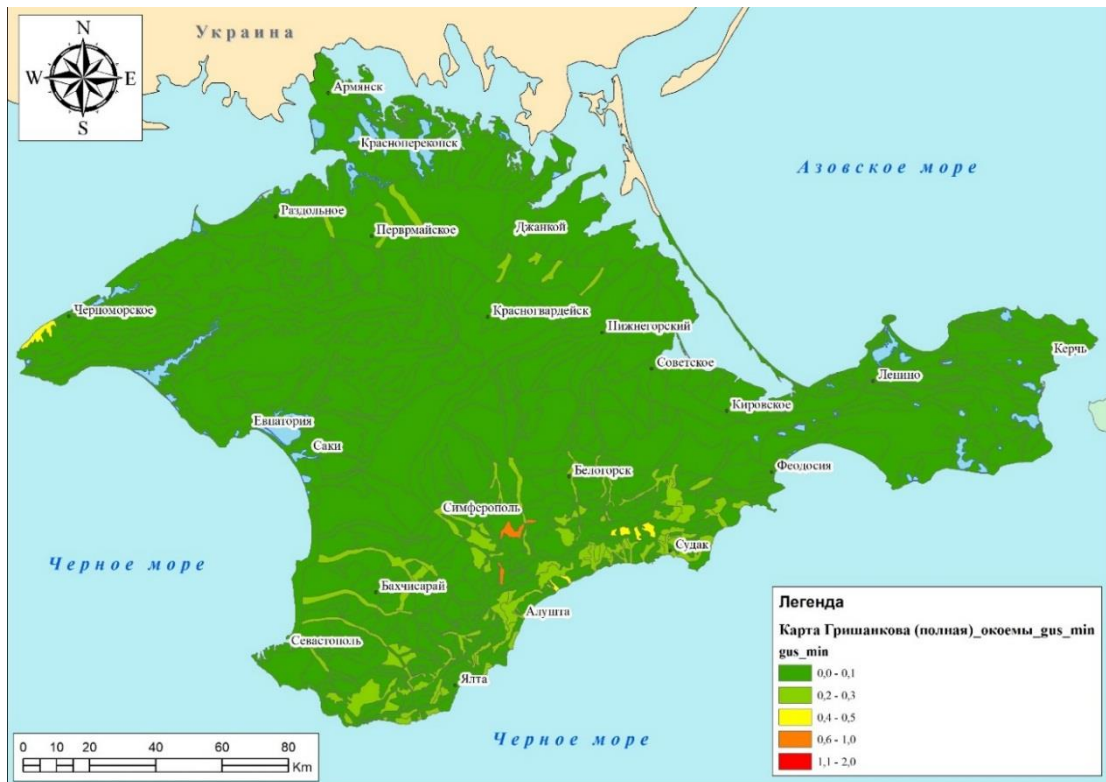 Украина
N
W E
S
Армянск
Красноперекопск
Азовское море
Раздольное
Перврмайское
Джанкой
Черноморское
Красногвардейск
Пижнегорский
Керчь
Советское
Ленино
Кировское
Евпатория
Саки
Белогорск
Феодосия
Симферополь
Судак
Черное море
Бахчисарай
Алушта
Севастополь
Ялта
Черное море
Легенда
Карта Гришанкова (полная)_окоемы_gus_min
gus_min
0,0 - 0,1
0,2 - 0,3
0,4 - 0,5
0,6 - 1,0
1,1 - 2,0
0 10 20 40 60 80
Km